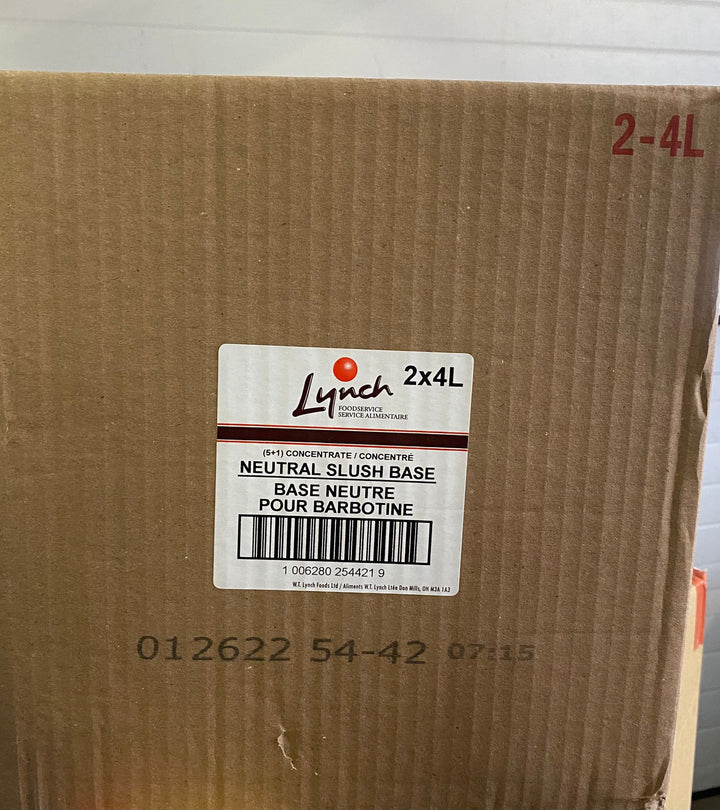 2-4L
Lynch
2x4L
FOODSERVICE
SERVICE ALIMENTAIRE
(5+1) CONCENTRATE / CONCENTRÉ
NEUTRAL SLUSH BASE
BASE NEUTRE
POUR BARBOTINE
1 006280 254421 9
W.T. Lynch Foods Ltd / Aliments W.T. Lynch Ltée Don Mills, ON M3A 1A3
012622 54-42 07:15